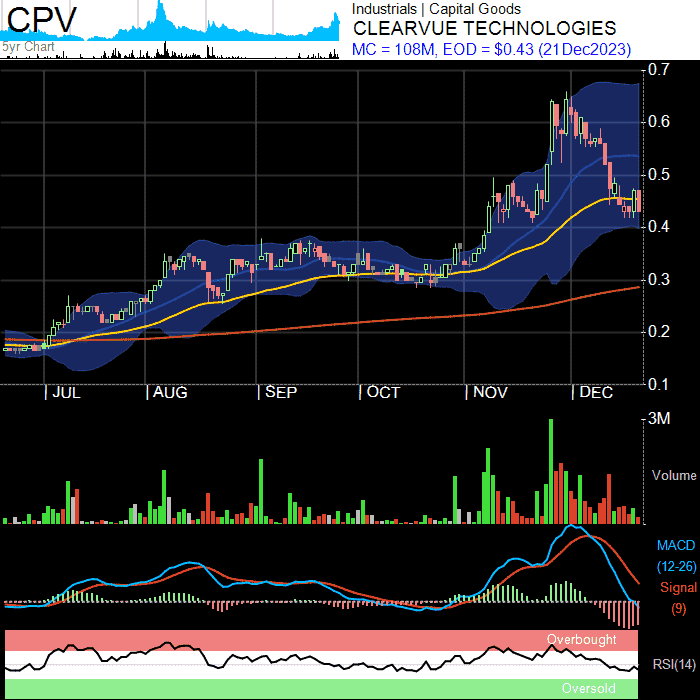 CPV
5yr Chart
Industrials | Capital Goods
CLEARVUE TECHNOLOGIES
MC = 108M, EOD = $0.43 (21Dec2023)
0.7
0.6
0.5
0.4
0.3
0.2
0.1
|JUL |AUG |SEP |OCT |NOV |DEC
3M
Volume
MACD
(12-26)
Signal
(9)
Overbought
RSI(14)
Oversold